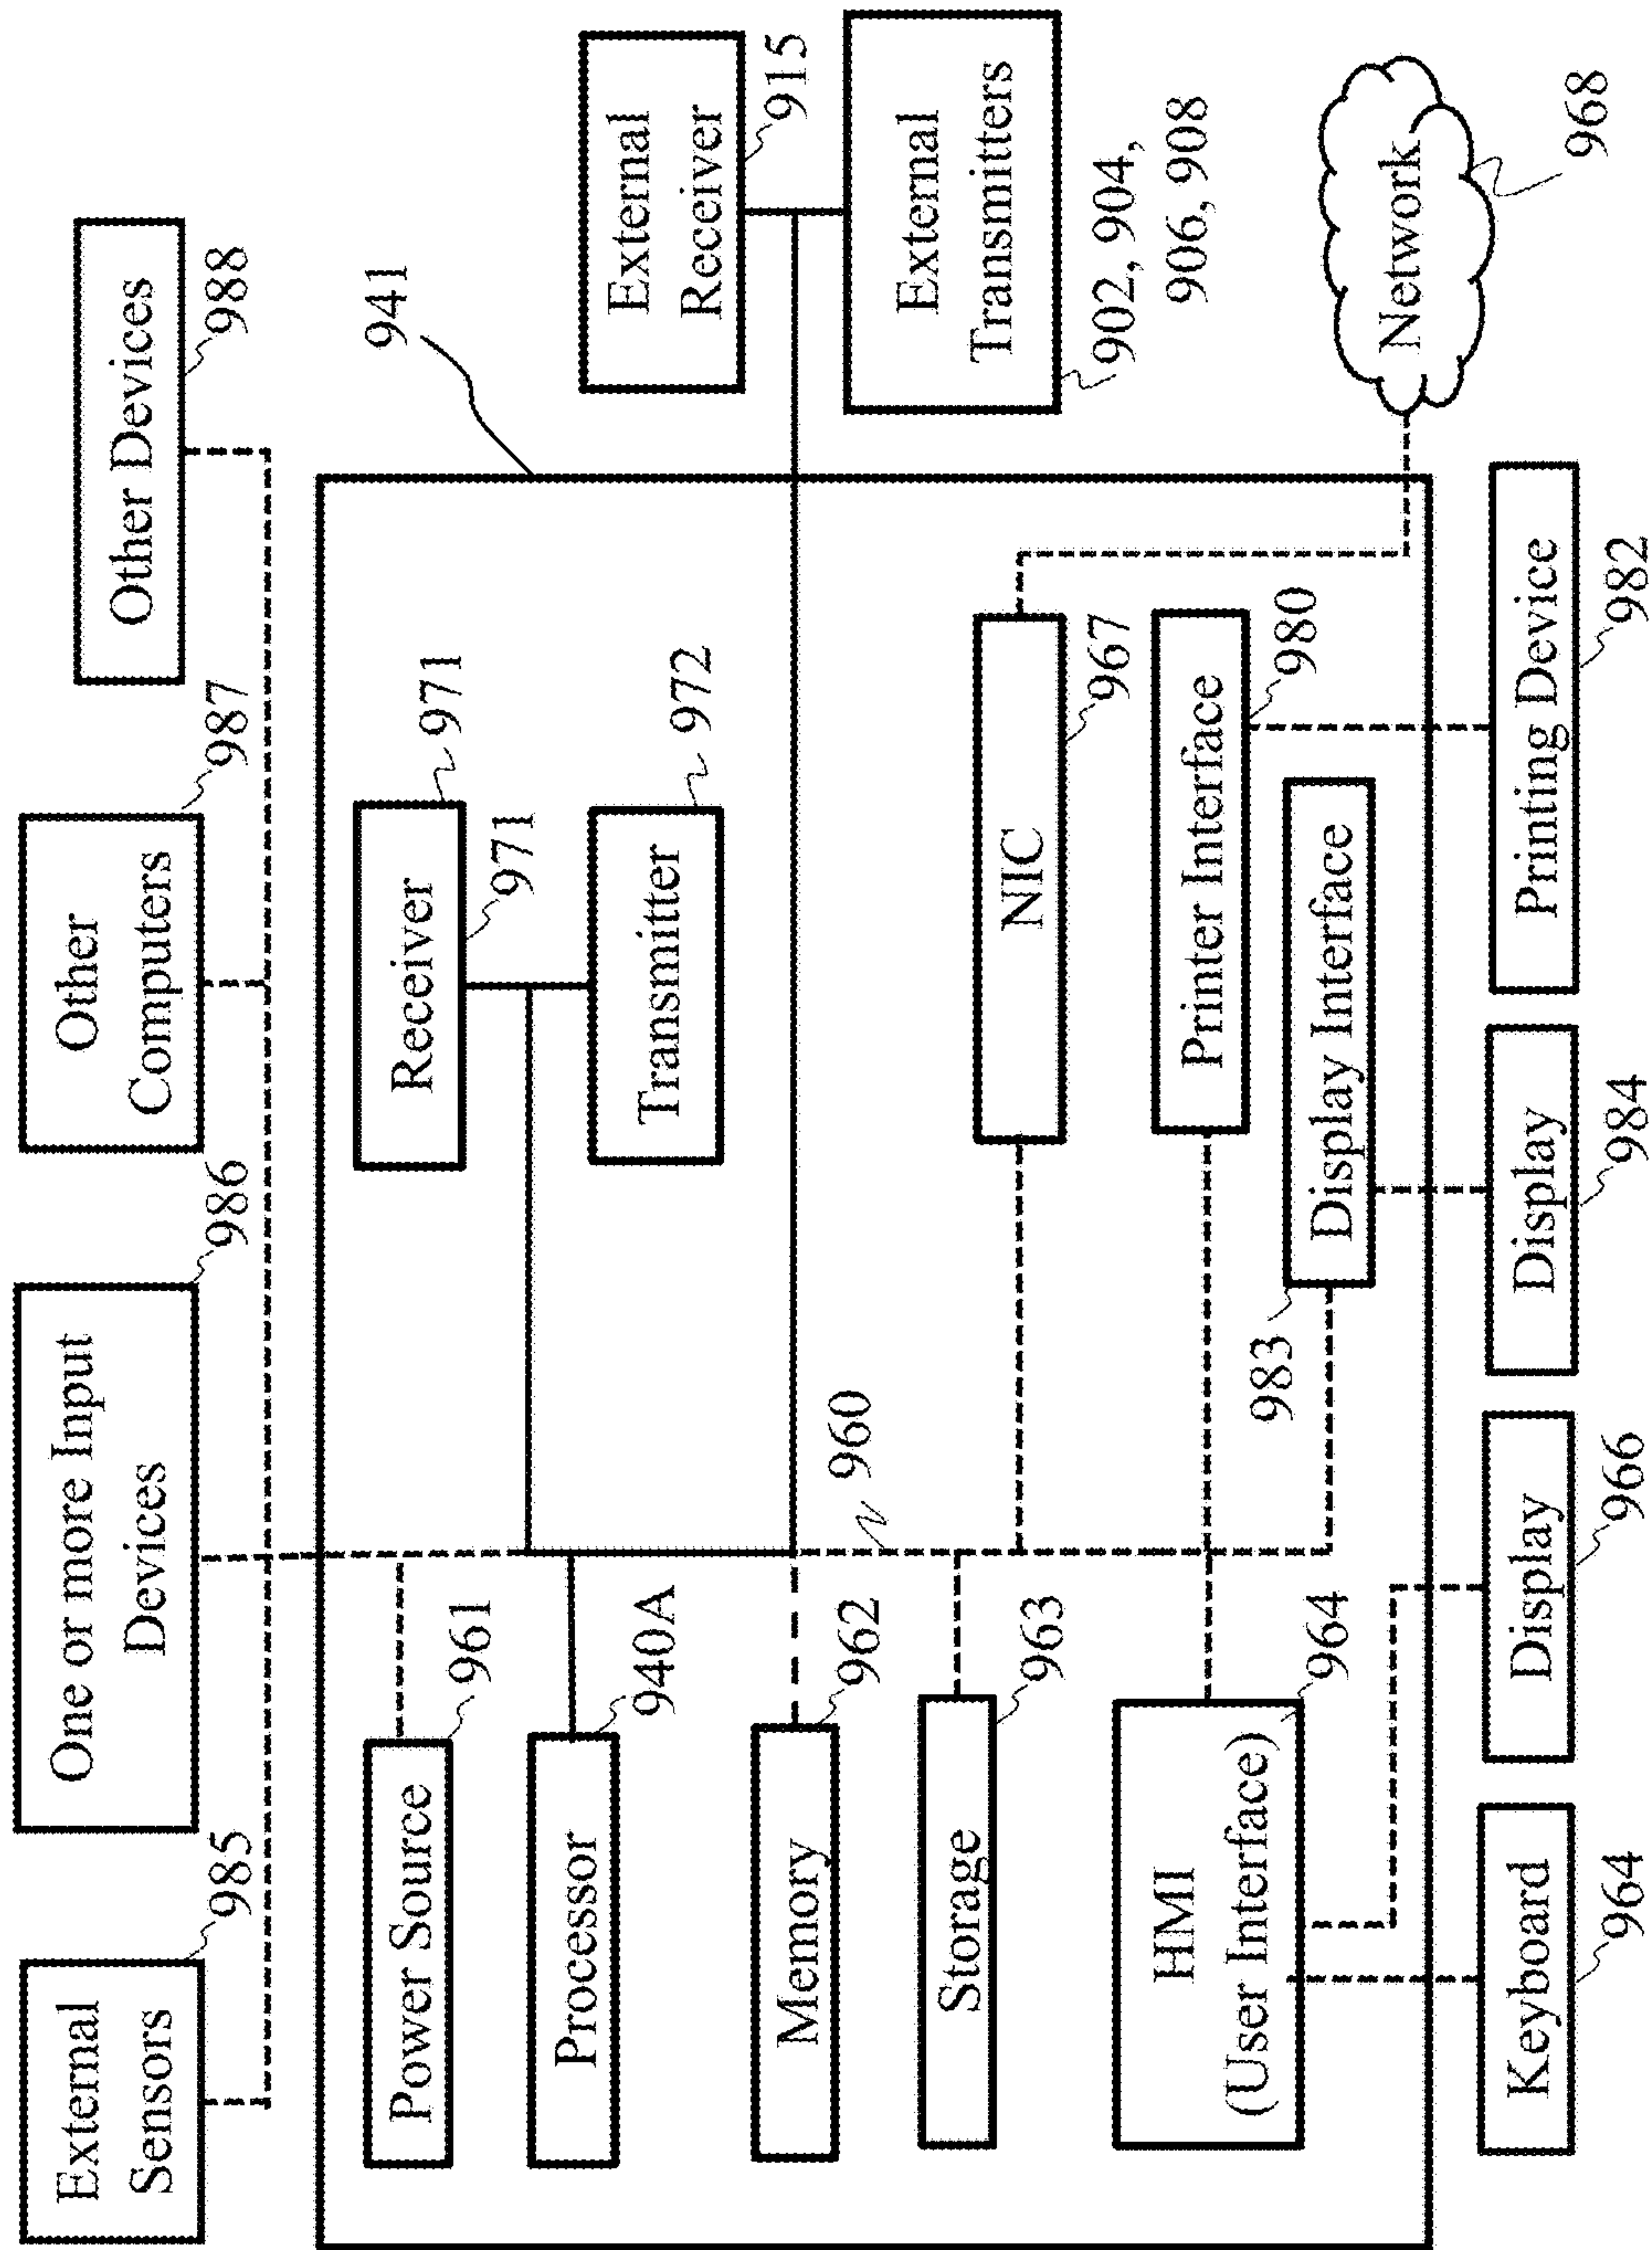 External
Sensors
985
One or more Input
Devices
986
Other
Computers
987
Other Devices
988
941
Power Source
961
Processor
940A
Memory
962
Storage
963
HMI
(User Interface)
964
960
Receiver
971
971
Transmitter
972
NIC
967
Printer Interface
980
Display Interface
983
External
Receiver
915
External
Transmitters
902, 904,
906, 908
Network
968
Keyboard
964
Display
966
Display
984
Printing Device
982